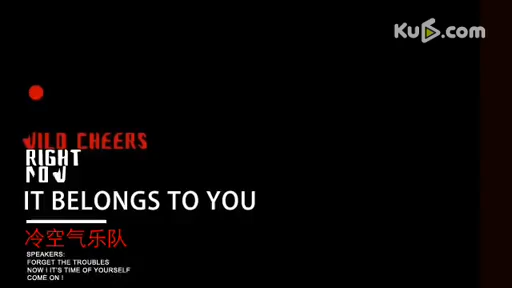 Ku6.com
WILD CHEERS
RIGHT
NOW
IT BELONGS TO YOU
冷空气乐队
SPEAKERS:
FORGET THE TROUBLES
NOW ! IT'S TIME OF YOURSELF
COME ON !